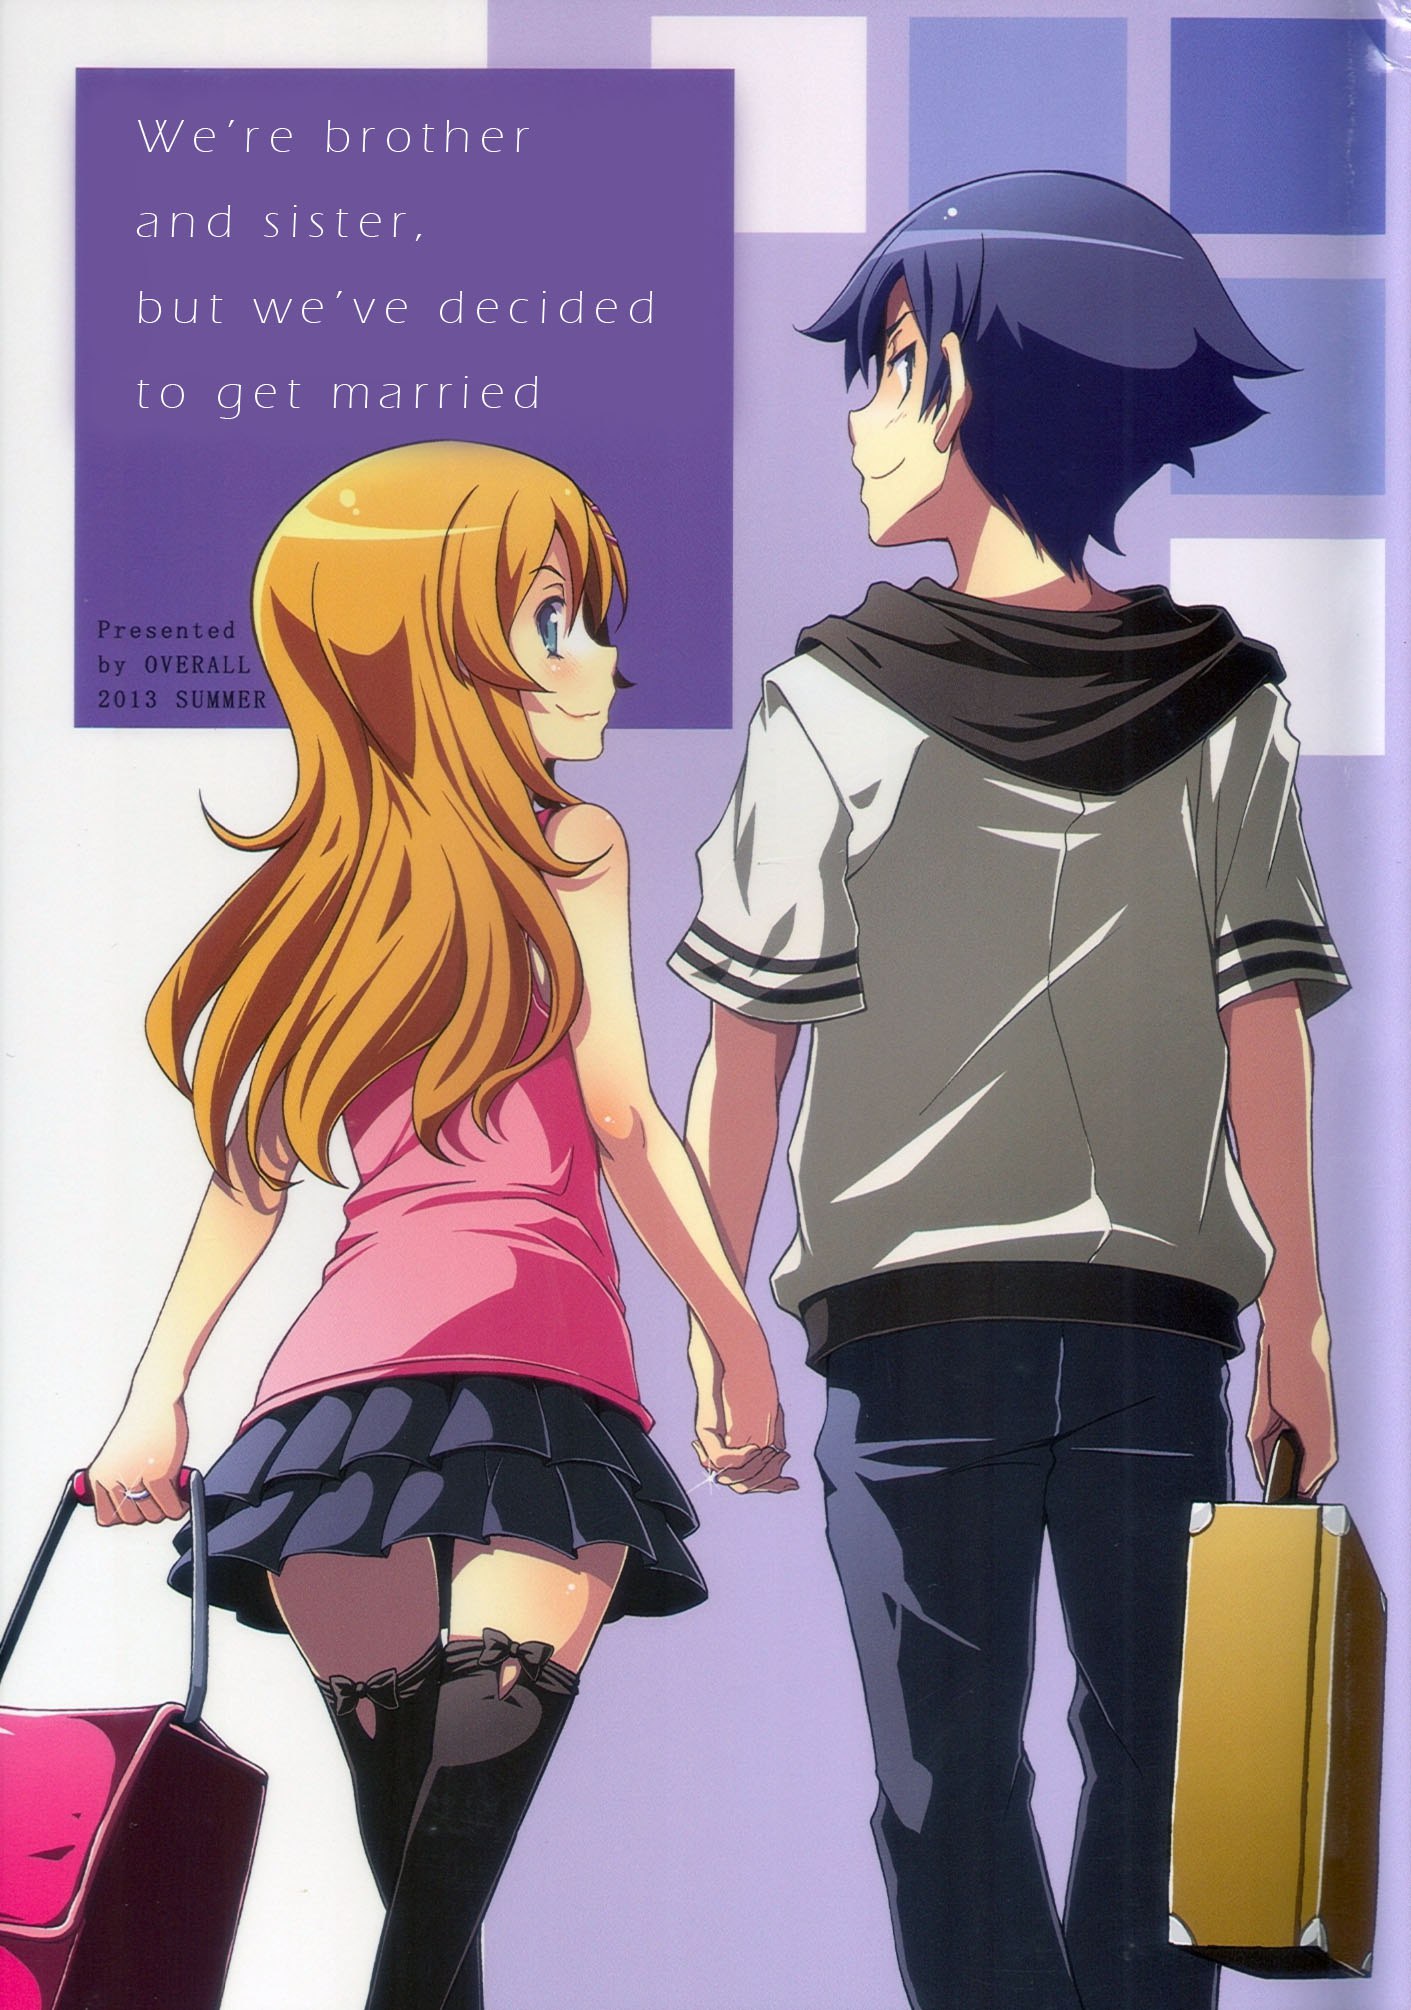 We're brother
and sister,
but we've decided
to get married
Presented
by OVERALL
2013 SUMMER